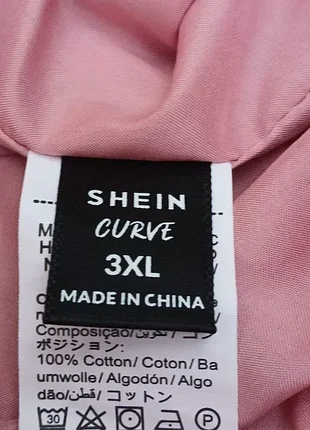 SHEIN
CURVE
3XL
MADE IN CHINA
Composição/تكوين/
ポジション:
100% Cotton/Coton/Ba
umwolle/Algodón/Algo
dão/قطن/コットン
30
P